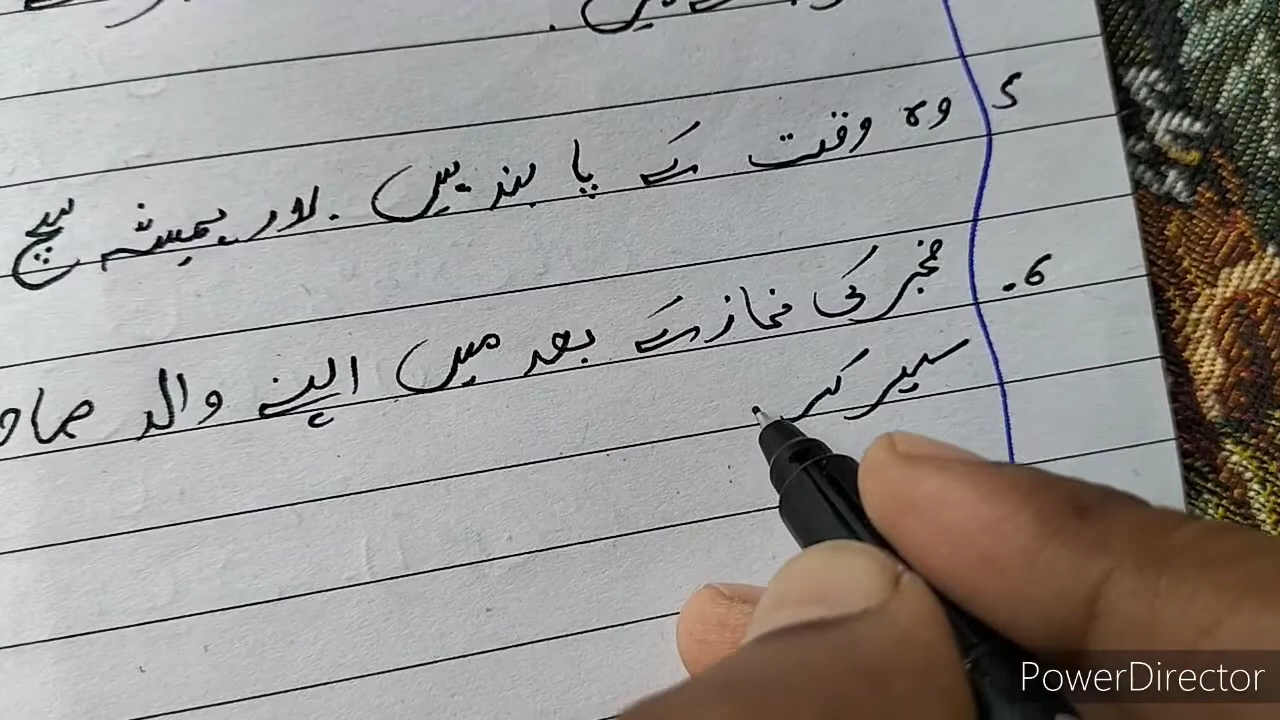 5 وہ وقت کے پابند ہیں. اور ہمیشہ سچ
6. فجر کی نماز کے بعد میں اپنے والد صاحب
سیر کر
PowerDirector